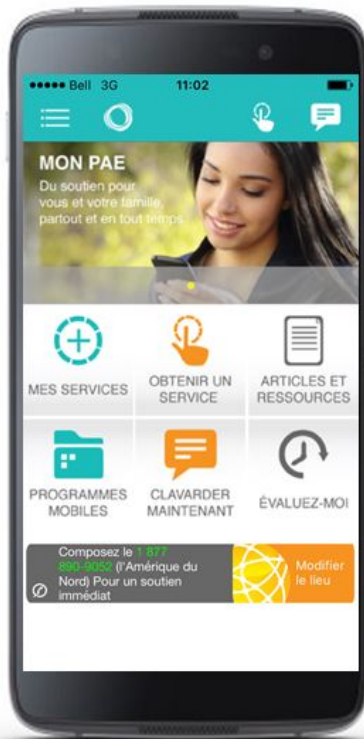 Bell 3G 11:02
MON PAE
Du soutien pour
vous et votre famille,
partout et en tout temps
MES SERVICES
OBTENIR UN
SERVICE
ARTICLES ET
RESSOURCES
PROGRAMMES
MOBILES
CLAVARDER
MAINTENANT
ÉVALUEZ-MOI
Composez le 1 877
890-9052 (l'Amérique du
Nord) Pour un soutien
immédiat
Modifier
le lieu